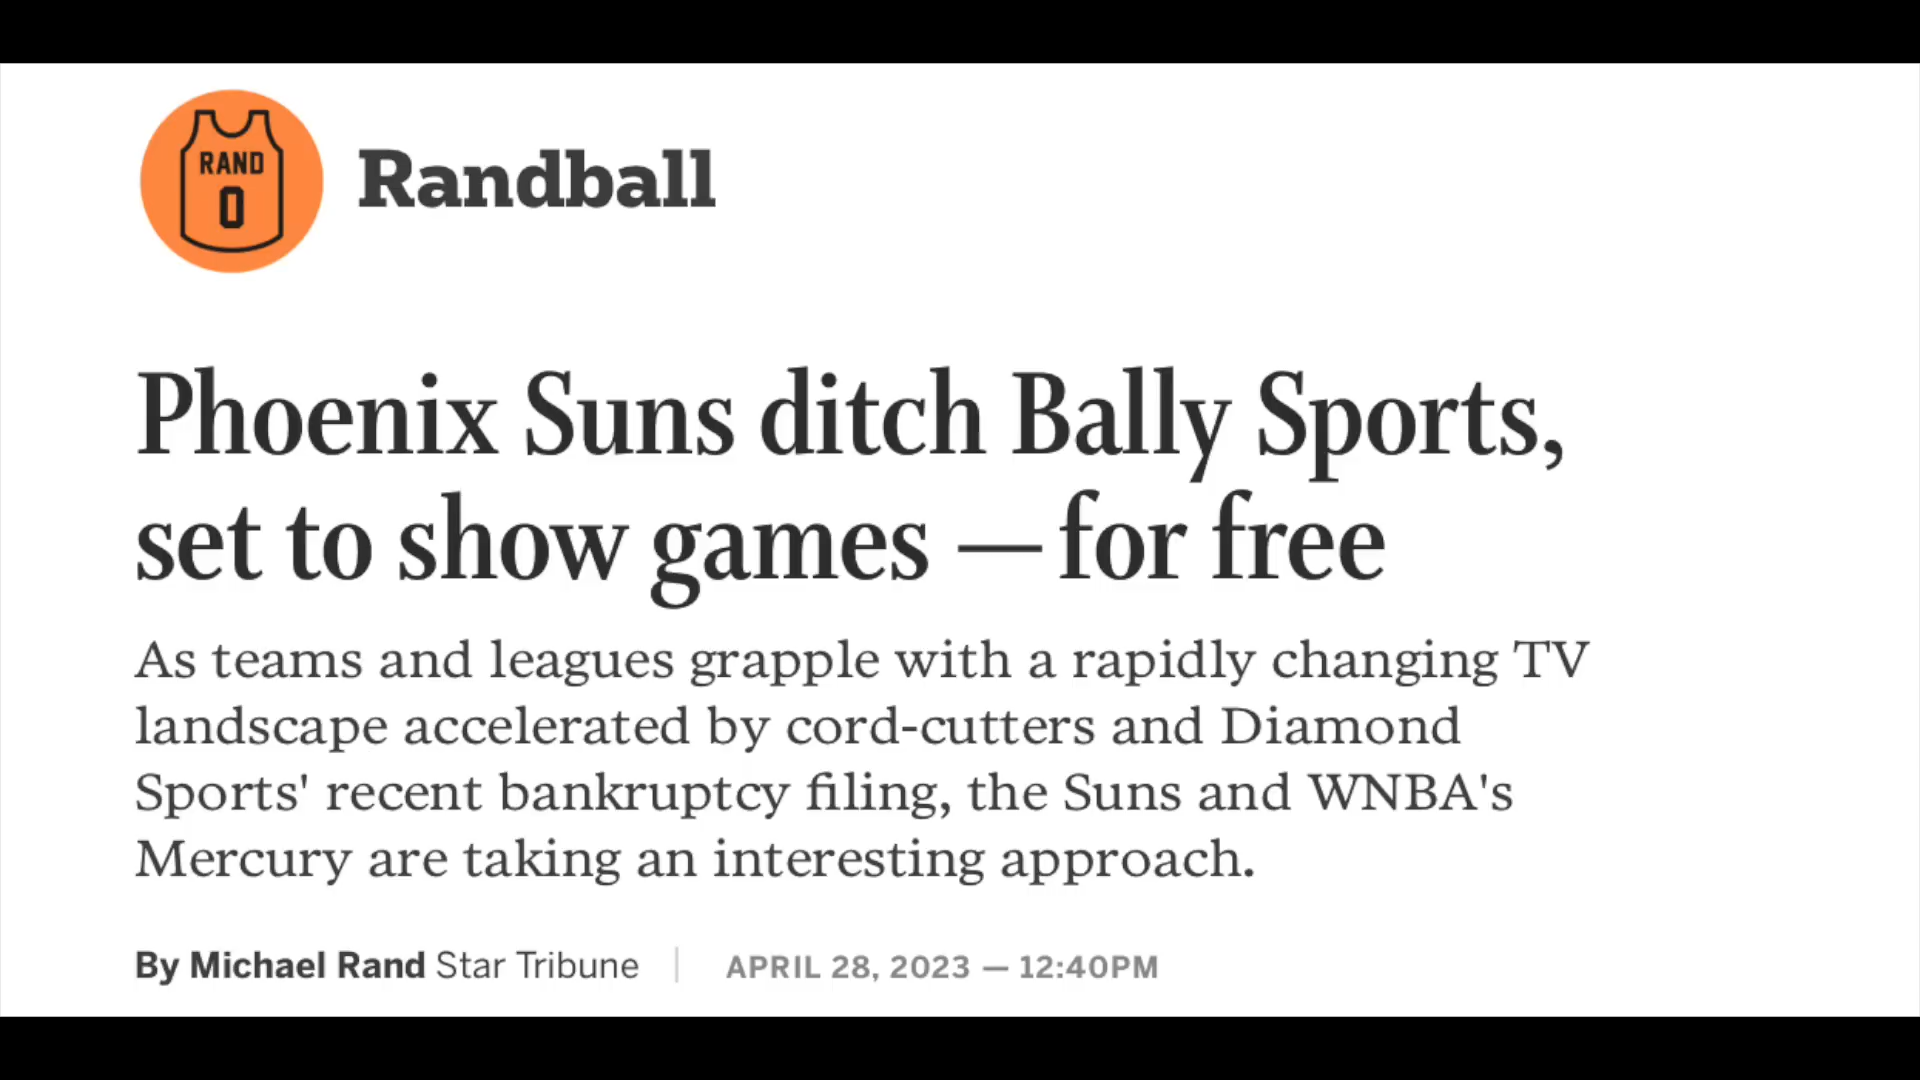 RAND
0
Randball
Phoenix Suns ditch Bally Sports,
set to show games — for free
As teams and leagues grapple with a rapidly changing TV
landscape accelerated by cord-cutters and Diamond
Sports' recent bankruptcy filing, the Suns and WNBA's
Mercury are taking an interesting approach.
By Michael Rand Star Tribune | APRIL 28, 2023 — 12:40PM